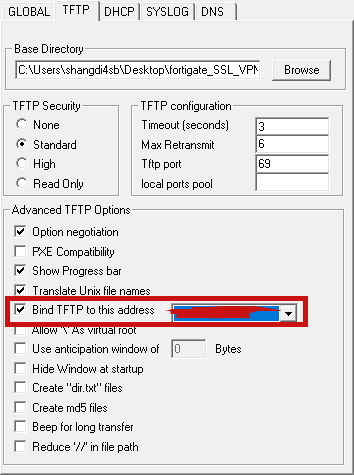 GLOBAL TFTP DHCP SYSLOG DNS
Base Directory
C:\Users\shangdi4sb\Desktop\fortigate_SSL_VPN Browse
TFTP Security
None
Standard
High
Read Only
TFTP configuration
Timeout (seconds) 3
Max Retransmit 6
Tftp port 69
local ports pool
Advanced TFTP Options
Option negotiation
PXE Compatibility
Show Progress bar
Translate Unix file names
Bind TFTP to this address
Allow '\' As virtual root
Use anticipation window of 0 Bytes
Hide Window at startup
Create "dir.txt" files
Create md5 files
Beep for long transfer
Reduce '//' in file path